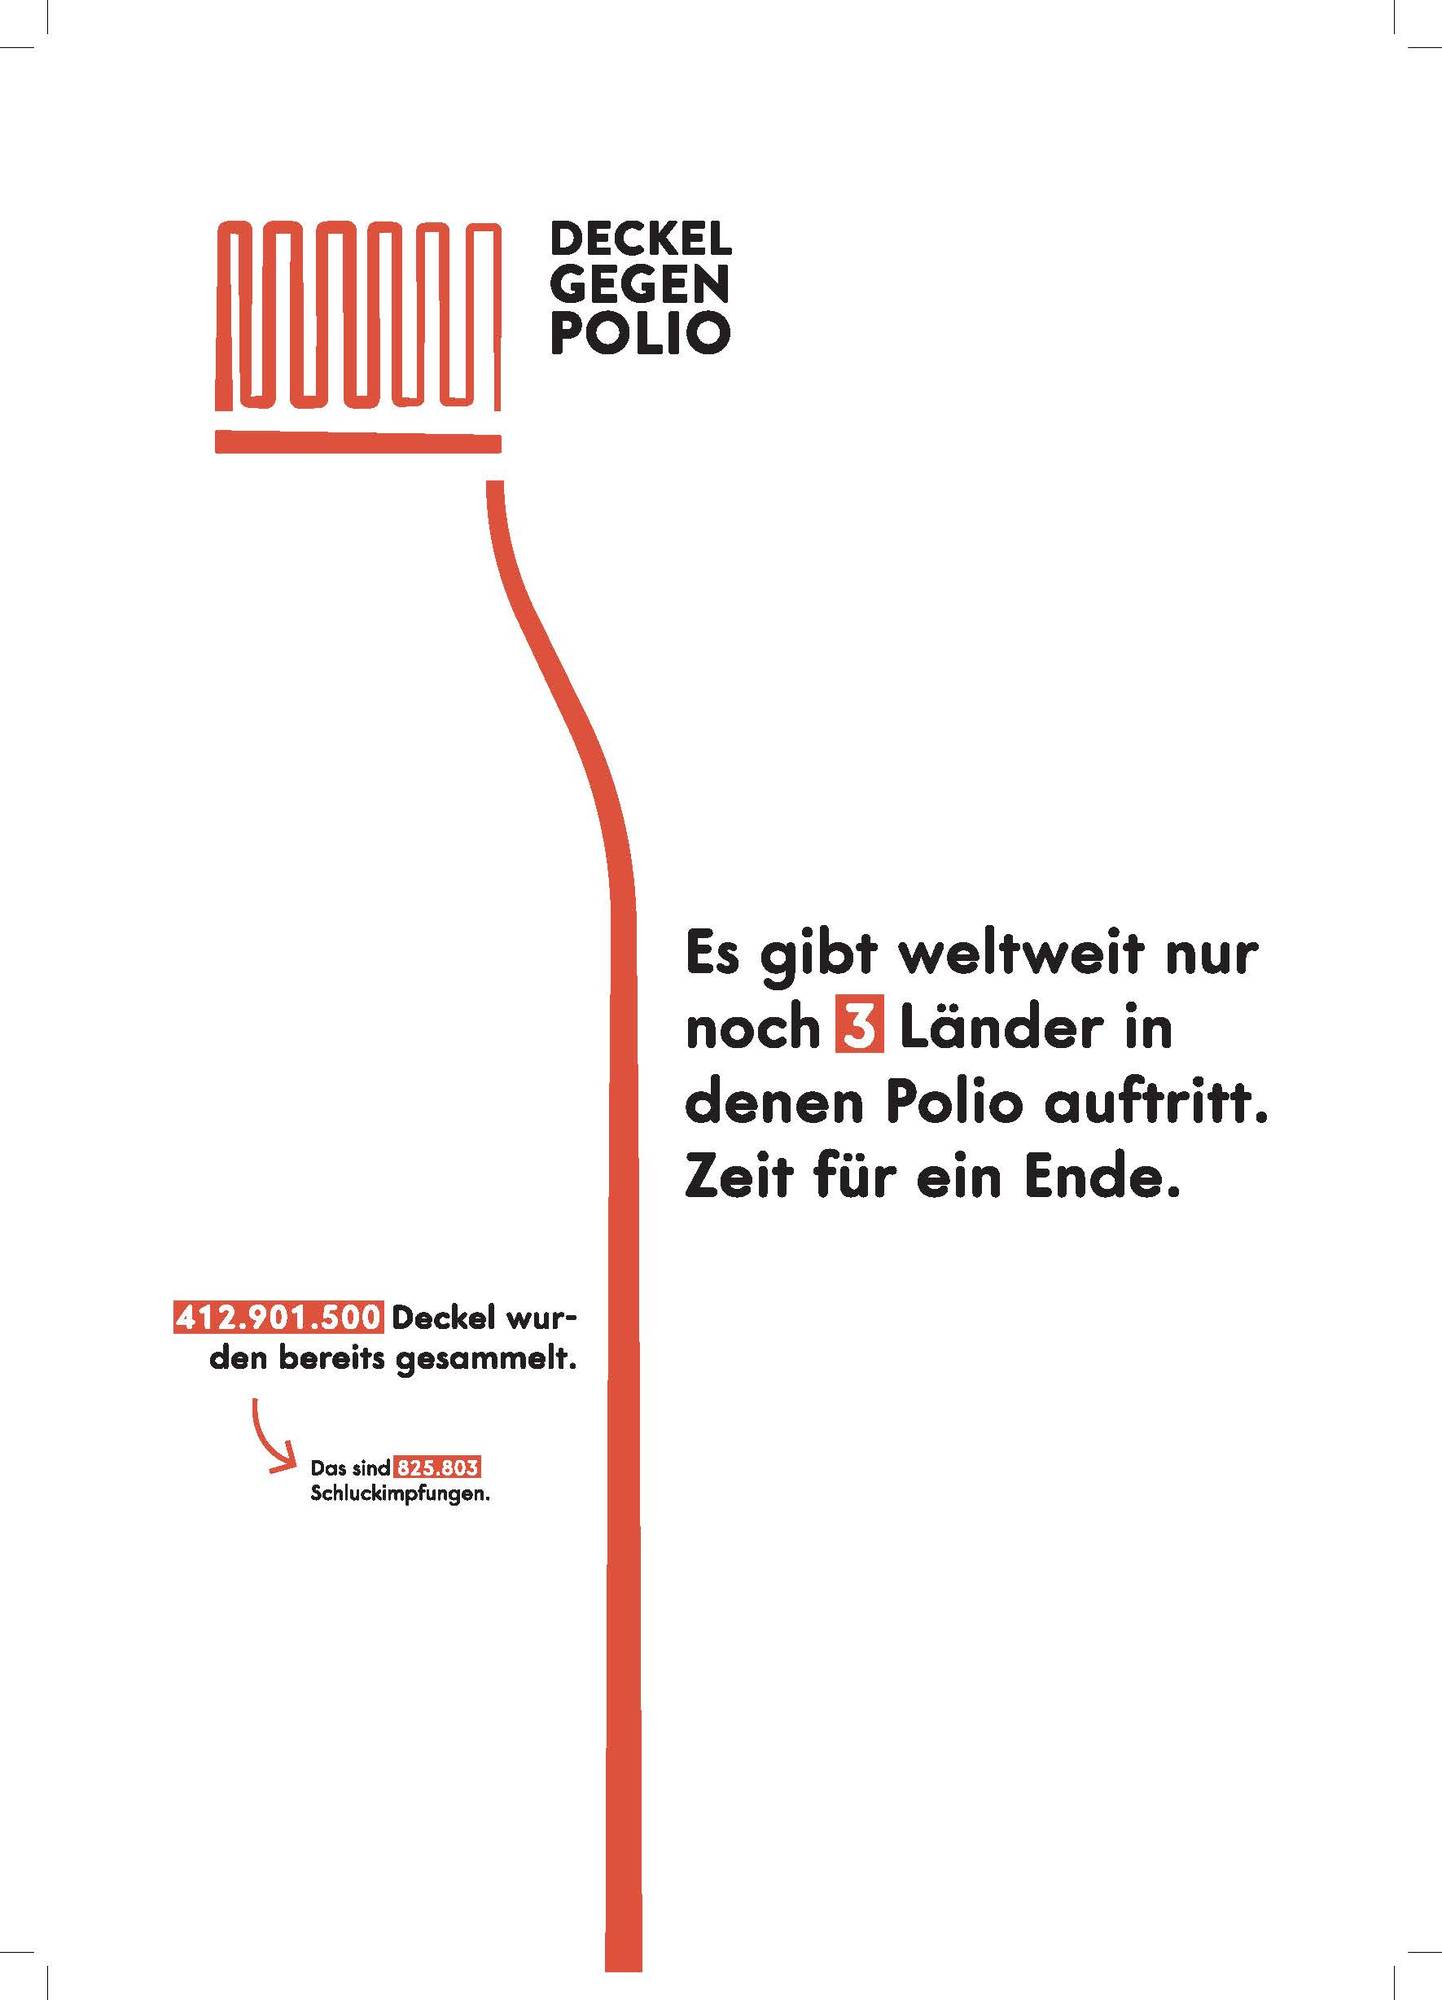 DECKEL
GEGEN
POLIO
Es gibt weltweit nur
noch 3 Länder in
denen Polio auftritt.
Zeit für ein Ende.
412.901.500 Deckel wur-
den bereits gesammelt.
Das sind 825.803
Schluckimpfungen.